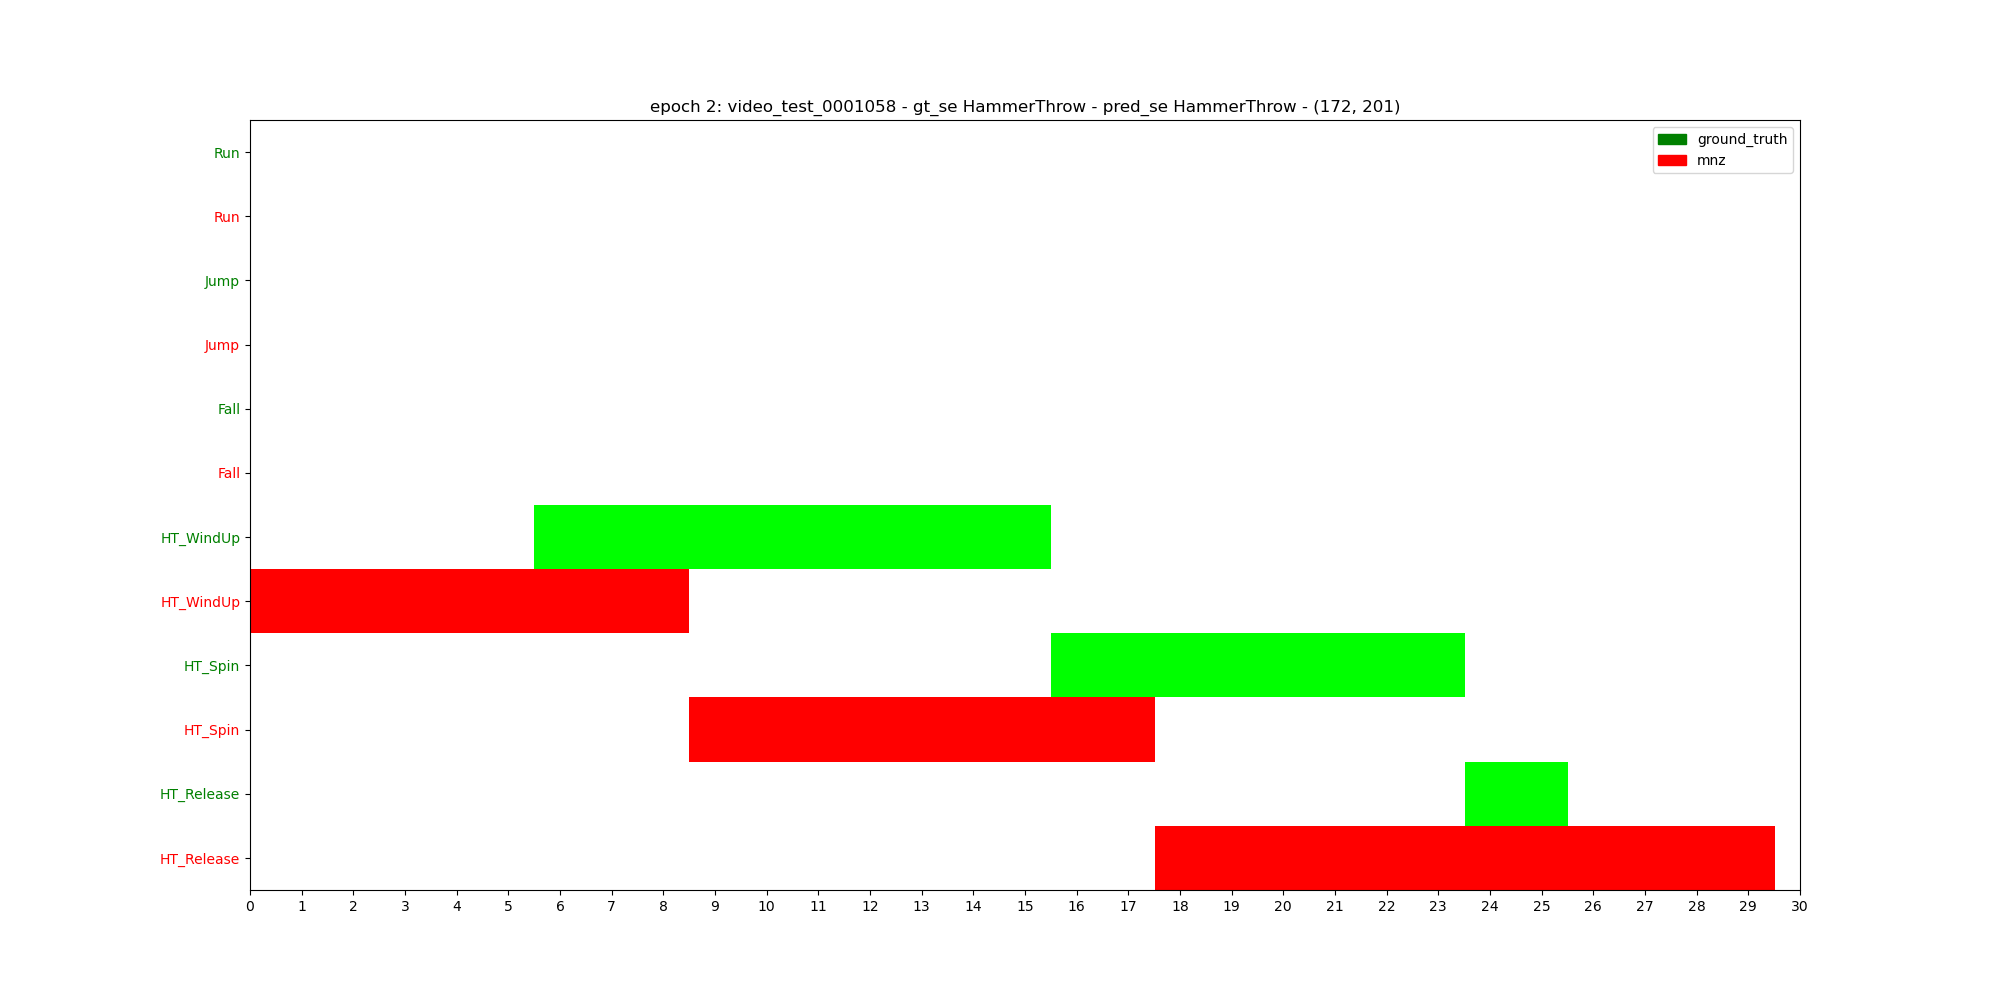 epoch 2: video_test_0001058 - gt_se HammerThrow - pred_se HammerThrow - (172, 201)
ground_truth
mnz
Run
Run
Jump
Jump
Fall
Fall
HT_WindUp
HT_WindUp
HT_Spin
HT_Spin
HT_Release
HT_Release
0 1 2 3 4 5 6 7 8 9 10 11 12 13 14 15 16 17 18 19 20 21 22 23 24 25 26 27 28 29 30